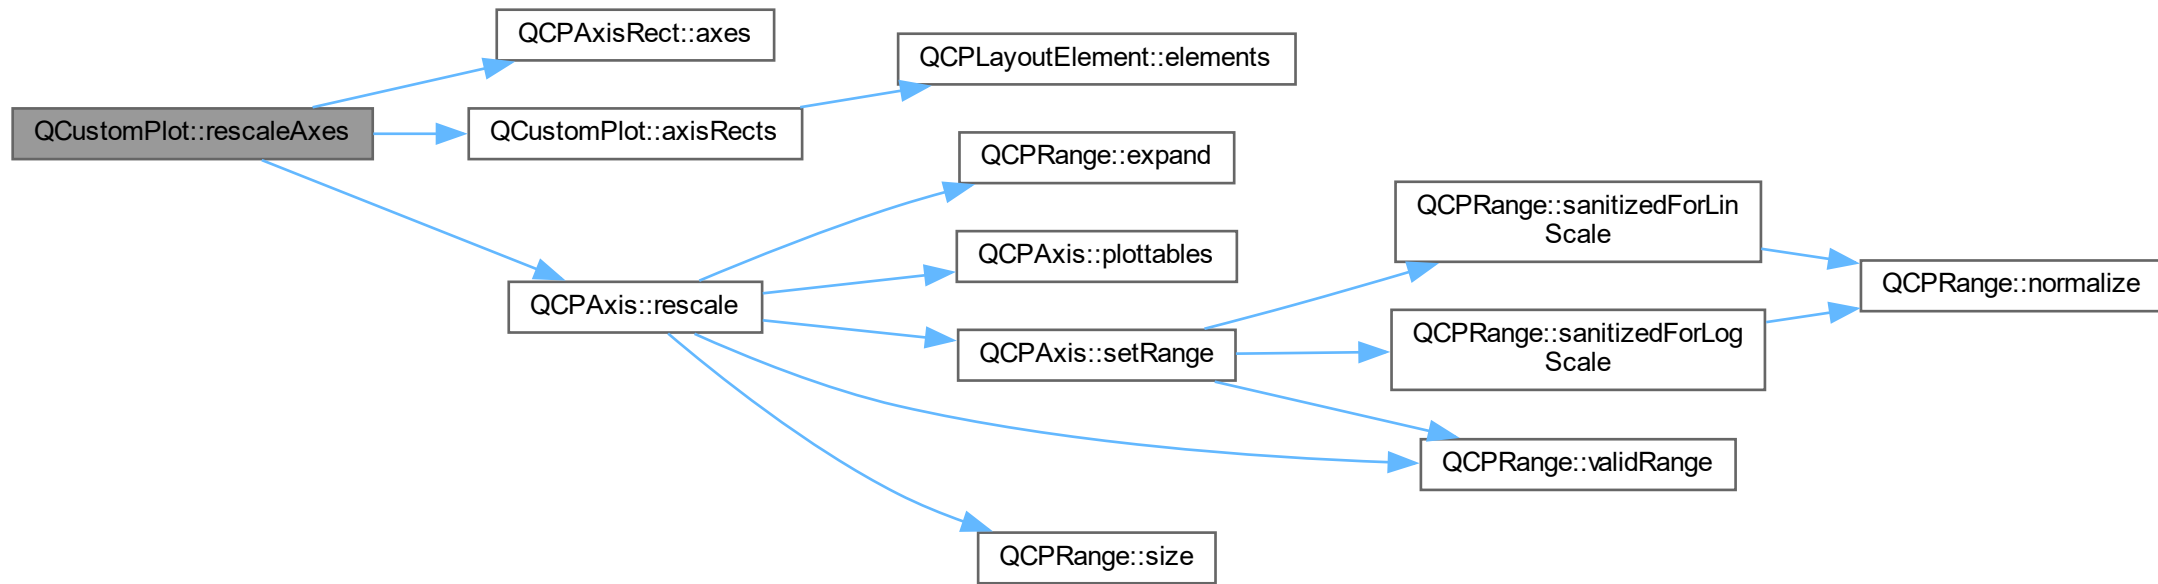 QCPAxisRect::axes
QCPLayoutElement::elements
QCustomPlot::rescaleAxes
QCustomPlot::axisRects
QCPRange::expand
QCPRange::sanitizedForLin
Scale
QCPAxis::plottables
QCPRange::normalize
QCPAxis::rescale
QCPAxis::setRange
QCPRange::sanitizedForLog
Scale
QCPRange::validRange
QCPRange::size